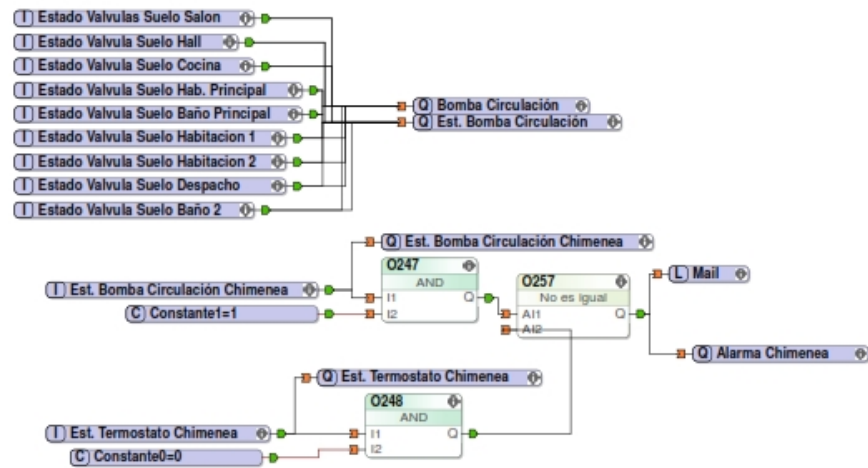 I Estado Valvulas Suelo Salon
I Estado Valvula Suelo Hall
I Estado Valvula Suelo Cocina
I Estado Valvula Suelo Hab. Principal
I Estado Valvula Suelo Baño Principal
I Estado Valvula Suelo Habitacion 1
I Estado Valvula Suelo Habitacion 2
I Estado Valvula Suelo Despacho
I Estado Valvula Suelo Baño 2
Q Bomba Circulación
Q Est. Bomba Circulación
Q Est. Bomba Circulación Chimenea
I Est. Bomba Circulación Chimenea
C Constante1=1
O247
AND
I1 Q
I2
O257
No es igual
AI1 Q
AI2
L Mail
Q Alarma Chimenea
Q Est. Termostato Chimenea
I Est. Termostato Chimenea
C Constante0=0
O248
AND
I1 Q
I2